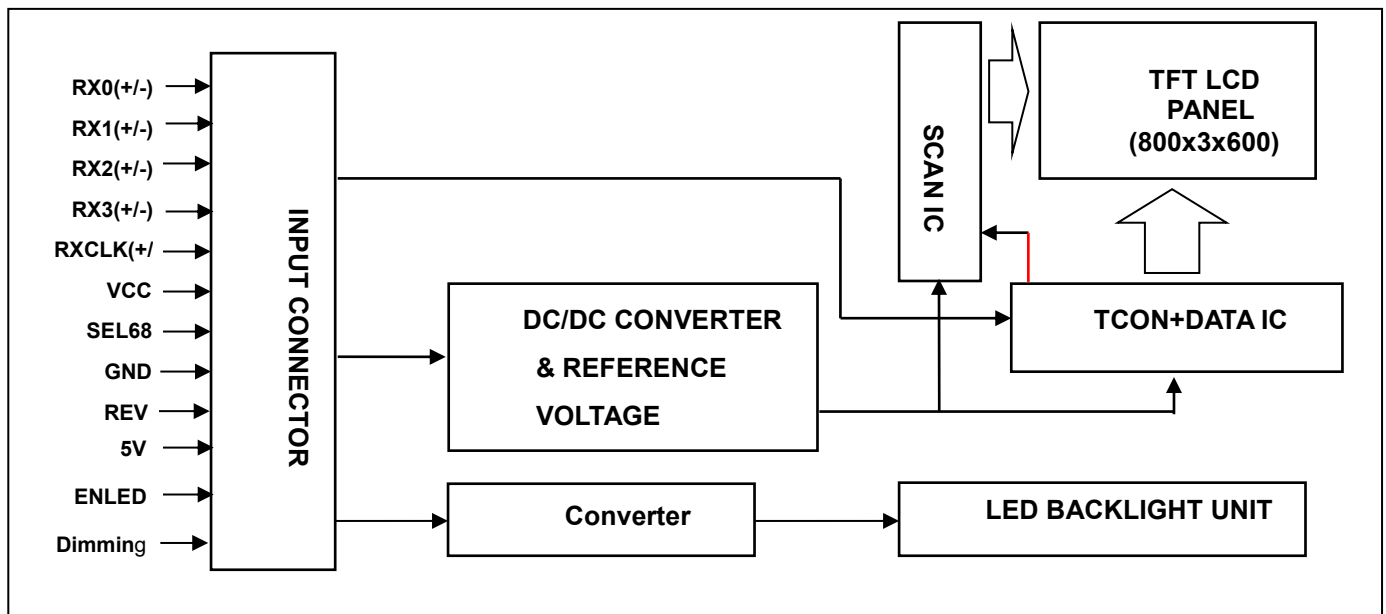 RX0(+/-)
RX1(+/-)
RX2(+/-)
RX3(+/-)
RXCLK(+/
VCC
SEL68
GND
REV
5V
ENLED
Dimming
INPUT CONNECTOR
DC/DC CONVERTER
& REFERENCE
VOLTAGE
Converter
SCAN IC
TFT LCD
PANEL
(800x3x600)
TCON+DATA IC
LED BACKLIGHT UNIT